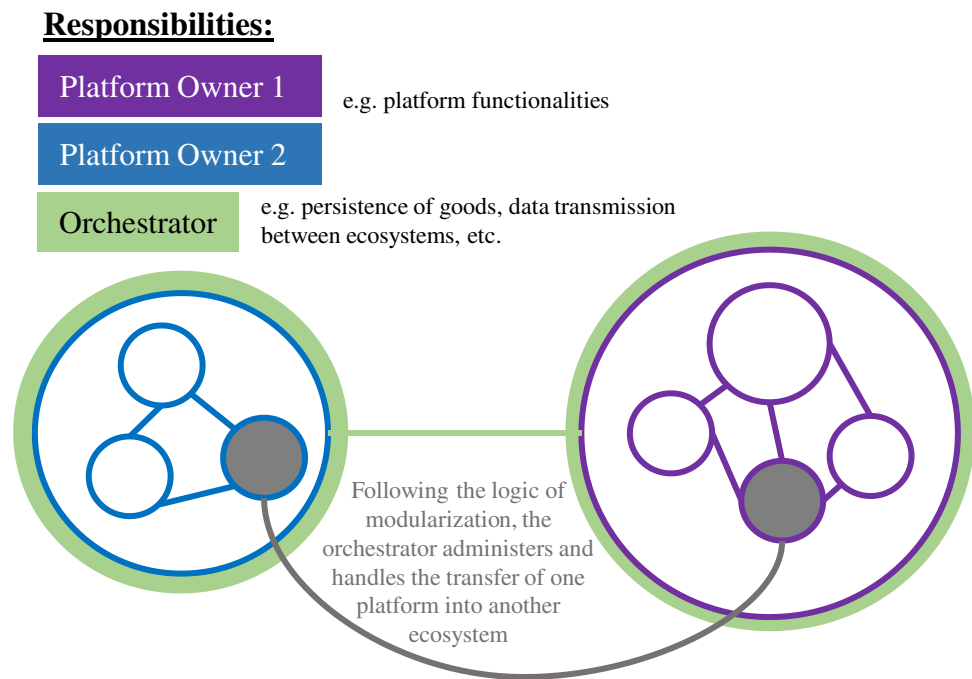 Responsibilities:
Platform Owner 1
e.g. platform functionalities
Platform Owner 2
Orchestrator
e.g. persistence of goods, data transmission
between ecosystems, etc.
Following the logic of
modularization, the
orchestrator administers and
handles the transfer of one
platform into another
ecosystem